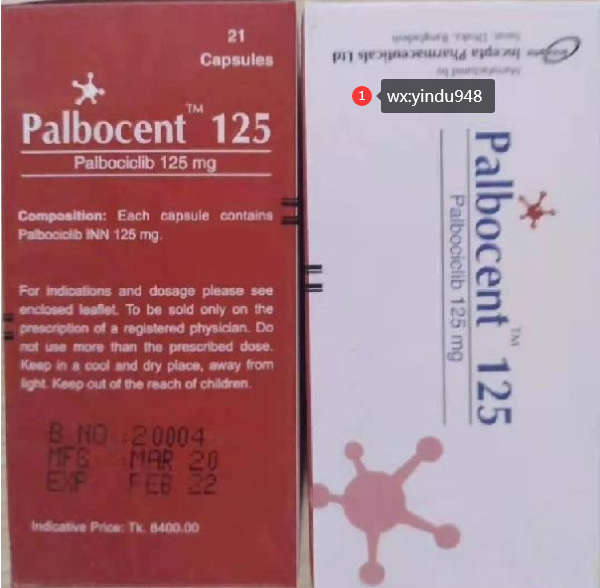 21
Capsules
Palbocent™ 125
Palbociclib 125 mg
Composition: Each capsule contains
Palbociclib INN 125 mg.
For indications and dosage please see
enclosed leaflet. To be sold only on the
prescription of a registered physician. Do
not use more than the prescribed dose.
Keep in a cool and dry place, away from
light. Keep out of the reach of children.
B NO : 20004
MFG : MAR 20
EXP : FEB 22
Indicative Price: Tk. 8400.00
Manufactured by
Incepta Pharmaceuticals Ltd
Savar, Dhaka, Bangladesh
1
wx:yindu948
Palbocent™ 125
Palbociclib 125 mg